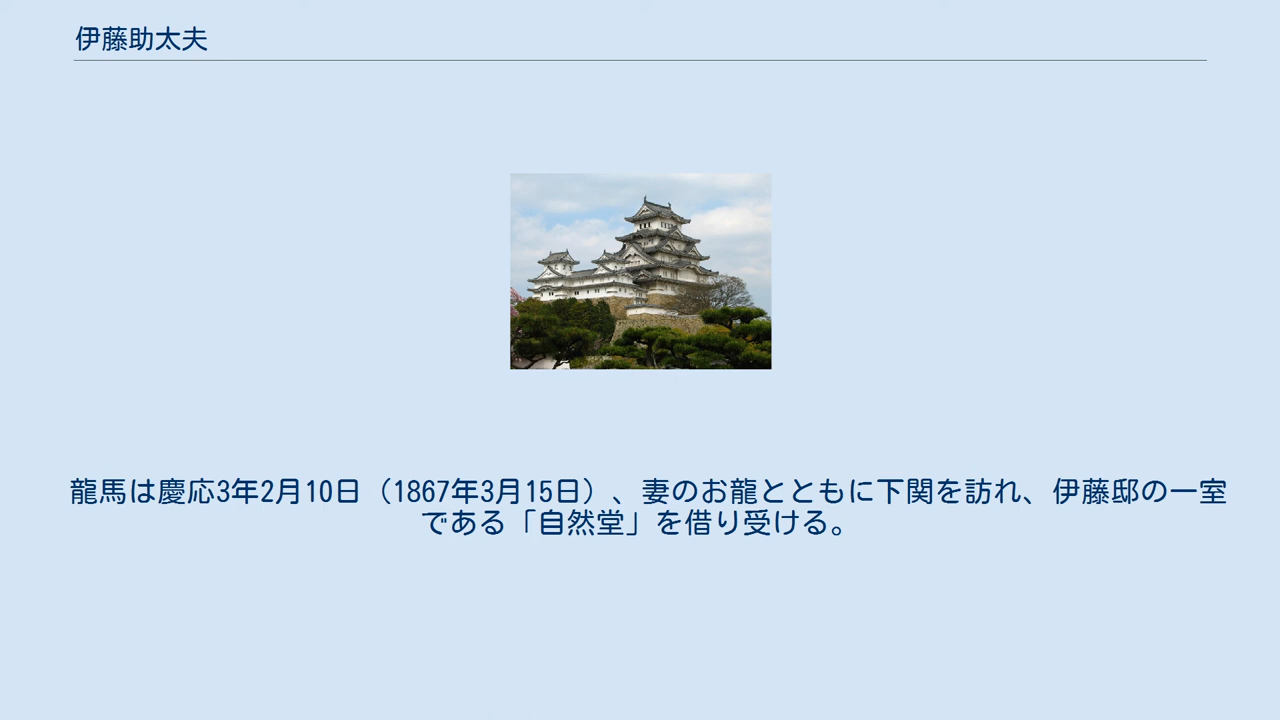 伊藤助太夫
龍馬は慶応3年2月10日（1867年3月15日）、妻のお龍とともに下関を訪れ、伊藤邸の一室
である「自然堂」を借り受ける。